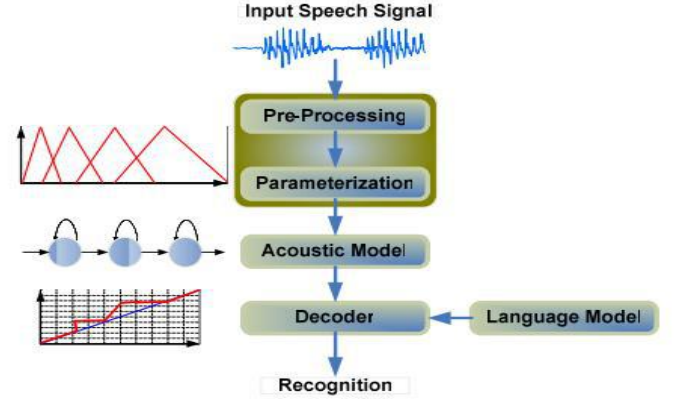 Input Speech Signal
Pre-Processing
Parameterization
Acoustic Model
Decoder
Language Model
Recognition